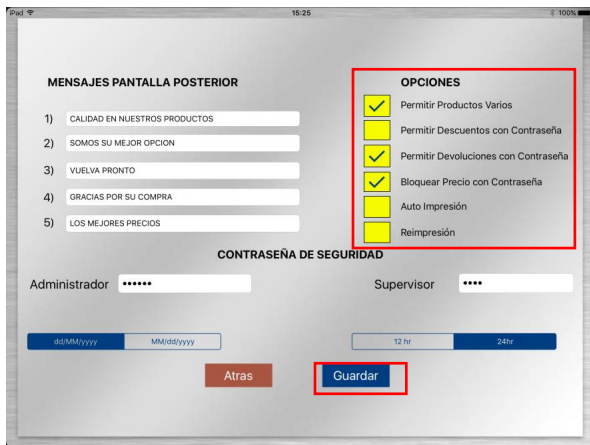 iPad 15:25 100%
MENSAJES PANTALLA POSTERIOR
1) CALIDAD EN NUESTROS PRODUCTOS
2) SOMOS SU MEJOR OPCION
3) VUELVA PRONTO
4) GRACIAS POR SU COMPRA
5) LOS MEJORES PRECIOS
OPCIONES
Permitir Productos Varios
Permitir Descuentos con Contraseña
Permitir Devoluciones con Contraseña
Bloquear Precio con Contraseña
Auto Impresión
Reimpresión
CONTRASEÑA DE SEGURIDAD
Administrador ••••••
Supervisor ••••
dd/MM/yyyy MM/dd/yyyy
12 hr 24hr
Atras Guardar